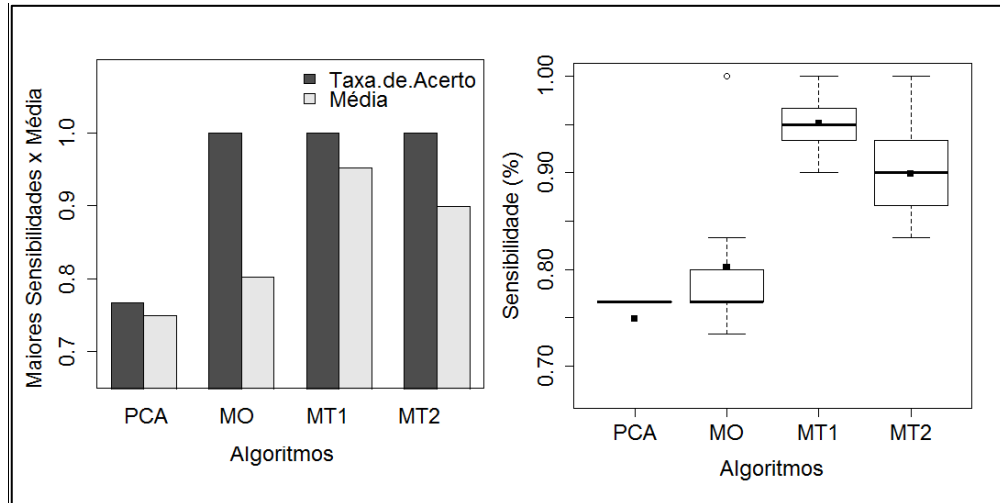 Maiores Sensibilidades x Média
0.7 0.8 0.9 1.0
Taxa.de.Acerto
Média
PCA MO MT1 MT2
Algoritmos
Sensibilidade (%)
0.70 0.80 0.90 1.00
PCA MO MT1 MT2
Algoritmos